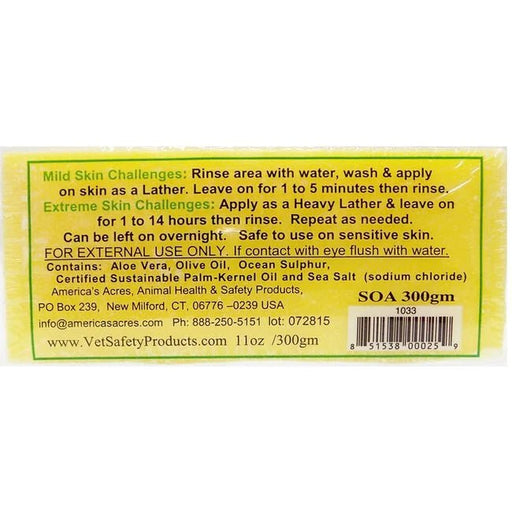 Mild Skin Challenges: Rinse area with water, wash & apply
on skin as a Lather. Leave on for 1 to 5 minutes then rinse.
Extreme Skin Challenges: Apply as a Heavy Lather & leave on
for 1 to 14 hours then rinse. Repeat as needed.
Can be left on overnight. Safe to use on sensitive skin.
FOR EXTERNAL USE ONLY. If contact with eye flush with water.
Contains: Aloe Vera, Olive Oil, Ocean Sulphur,
Certified Sustainable Palm-Kernel Oil and Sea Salt (sodium chloride)
America's Acres, Animal Health & Safety Products,
PO Box 239, New Milford, CT, 06776 –0239 USA
info@americasacres.com Ph: 888-250-5151 lot: 072815
www.VetSafetyProducts.com 11oz /300gm
SOA 300gm
1033
8 51538 00025 9